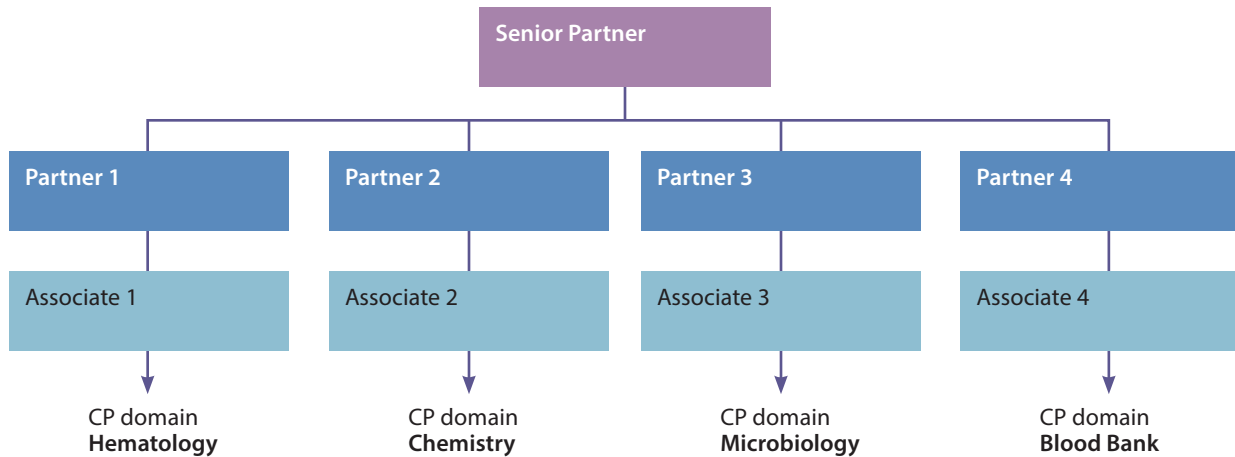 Senior Partner
Partner 1
Partner 2
Partner 3
Partner 4
Associate 1
Associate 2
Associate 3
Associate 4
CP domain
Hematology
CP domain
Chemistry
CP domain
Microbiology
CP domain
Blood Bank